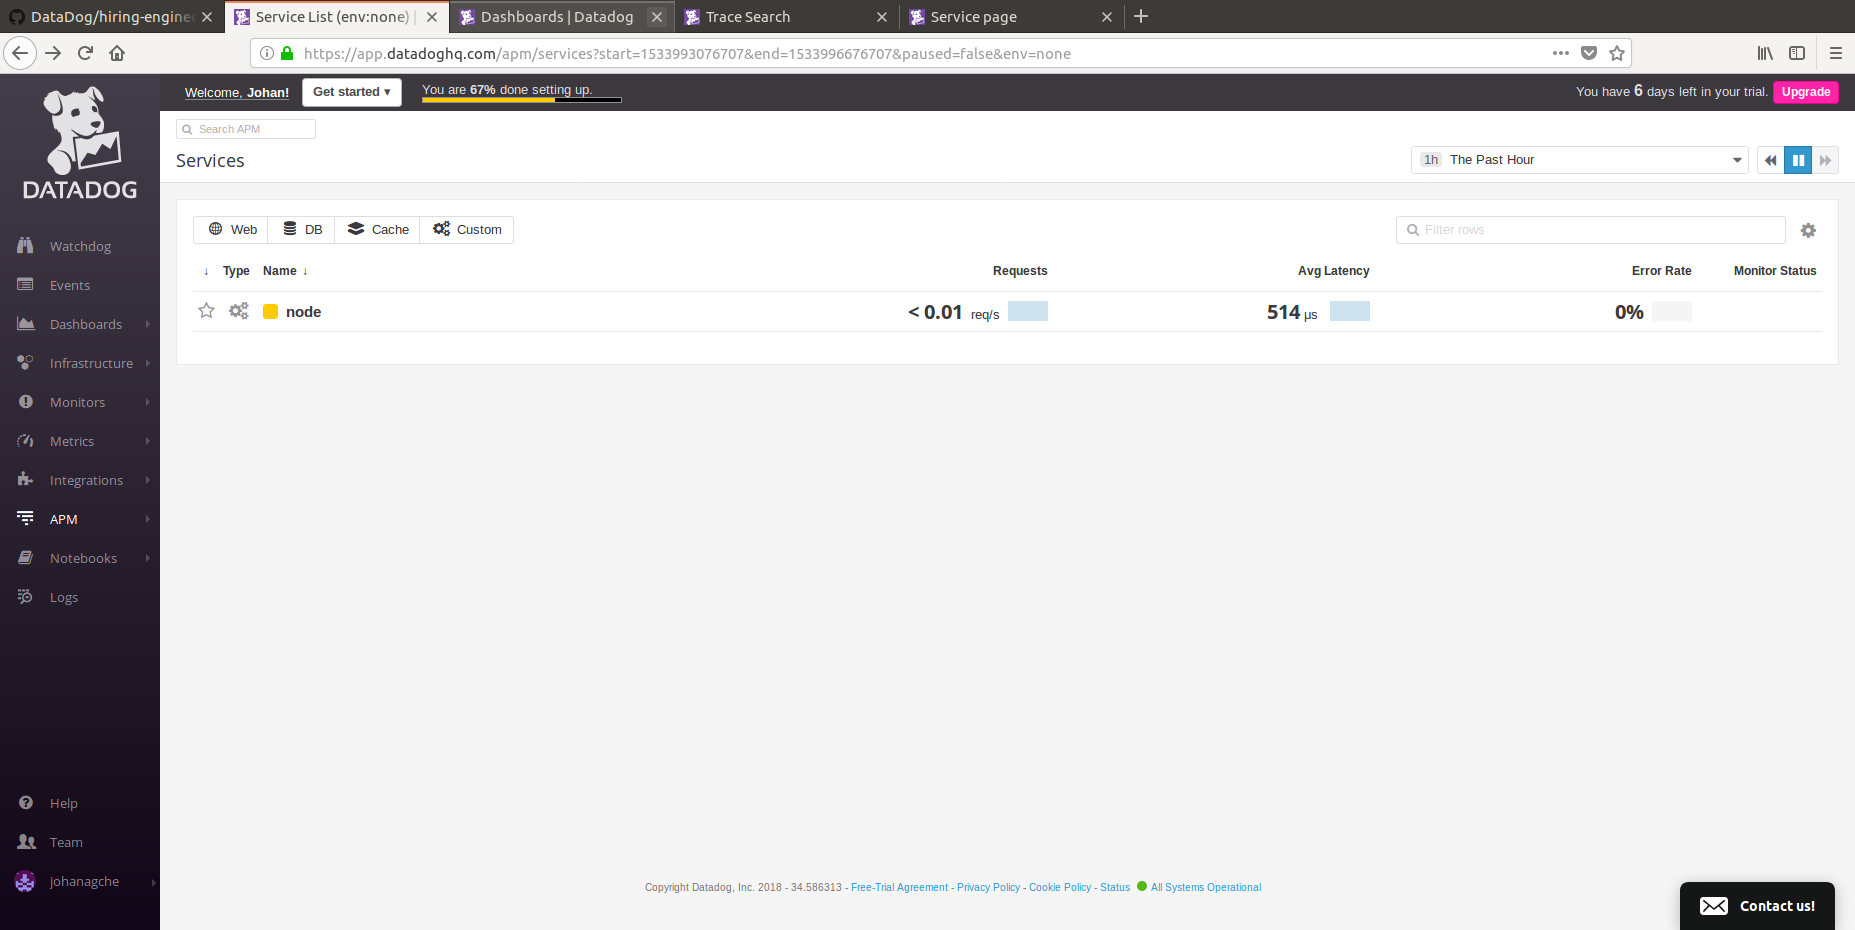 DataDog/hiring-enginee
Service List (env:none) |
Dashboards | Datadog
Trace Search
Service page
https://app.datadoghq.com/apm/services?start=1533993076707&end=1533996676707&paused=false&env=none
DATADOG
Welcome, Johan!
Get started ▾
You are 67% done setting up.
You have 6 days left in your trial.
Upgrade
Search APM
Services
1h The Past Hour
Watchdog
Events
Dashboards
Infrastructure
Monitors
Metrics
Integrations
APM
Notebooks
Logs
Help
Team
johanagche
Web
DB
Cache
Custom
Filter rows
↓ Type Name ↓ Requests Avg Latency Error Rate Monitor Status
node < 0.01 req/s 514 μs 0%
Copyright Datadog, Inc. 2018 - 34.586313 - Free-Trial Agreement - Privacy Policy - Cookie Policy - Status All Systems Operational
Contact us!